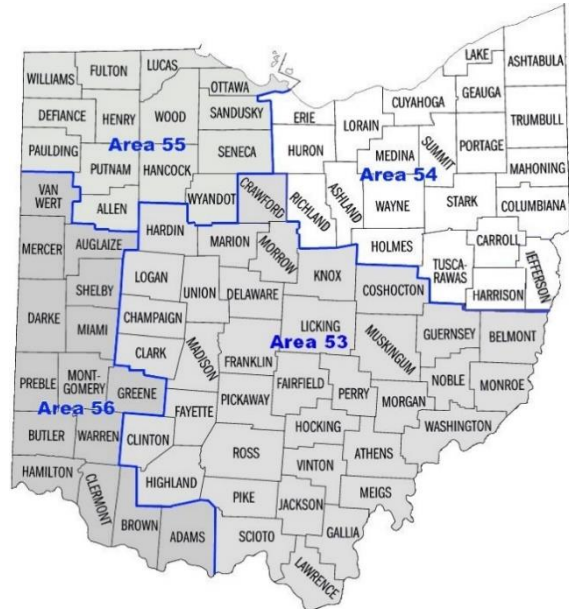 LAKE
ASHTABULA
LUCAS
FULTON
WILLIAMS
OTTAWA
GEAUGA
CUYAHOGA
SANDUSKY
WOOD
ERIE
LORAIN
TRUMBULL
DEFIANCE
HENRY
Area 55
PORTAGE
SUMMIT
MEDINA
HURON
SENECA
PAULDING
Area 54
MAHONING
PUTNAM
HANCOCK
CRAWFORD
RICHLAND
ASHLAND
VAN
WERT
WYANDOT
WAYNE
STARK
COLUMBIANA
ALLEN
HARDIN
MARION
MORROW
HOLMES
CARROLL
JEFFERSON
AUGLAIZE
MERCER
TUSCA-
RAWAS
LOGAN
KNOX
COSHOCTON
HARRISON
SHELBY
UNION
DELAWARE
DARKE
CHAMPAIGN
LICKING
GUERNSEY
BELMONT
MIAMI
Area 53
MUSKINGUM
CLARK
MADISON
FRANKLIN
PREBLE
MONT-
GOMERY
GREENE
FAIRFIELD
PERRY
NOBLE
MONROE
PICKAWAY
MORGAN
Area 56
FAYETTE
WASHINGTON
BUTLER
WARREN
CLINTON
HOCKING
ROSS
ATHENS
VINTON
HAMILTON
CLERMONT
HIGHLAND
MEIGS
PIKE
JACKSON
BROWN
ADAMS
SCIOTO
GALLIA
LAWRENCE